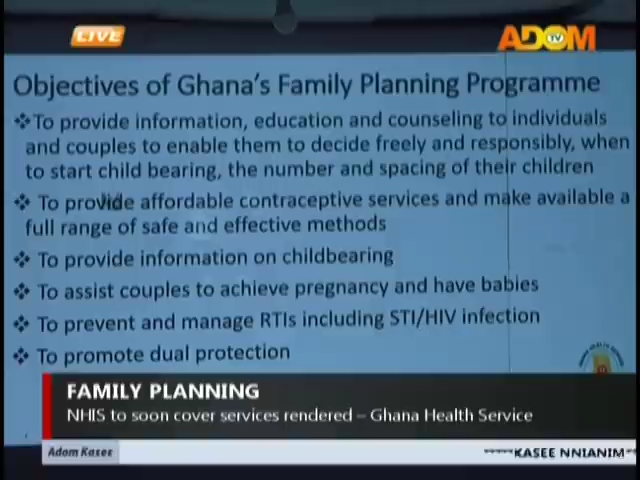 LIVE
ADOM TV
Objectives of Ghana's Family Planning Programme
❖To provide information, education and counseling to individuals
and couples to enable them to decide freely and responsibly, when
to start child bearing, the number and spacing of their children
❖ To provide affordable contraceptive services and make available a
full range of safe and effective methods
❖ To provide information on childbearing
❖ To assist couples to achieve pregnancy and have babies
❖ To prevent and manage RTIs including STI/HIV infection
❖ To promote dual protection
FAMILY PLANNING
NHIS to soon cover services rendered – Ghana Health Service
Adom Kasee
KASEE NNIANIM